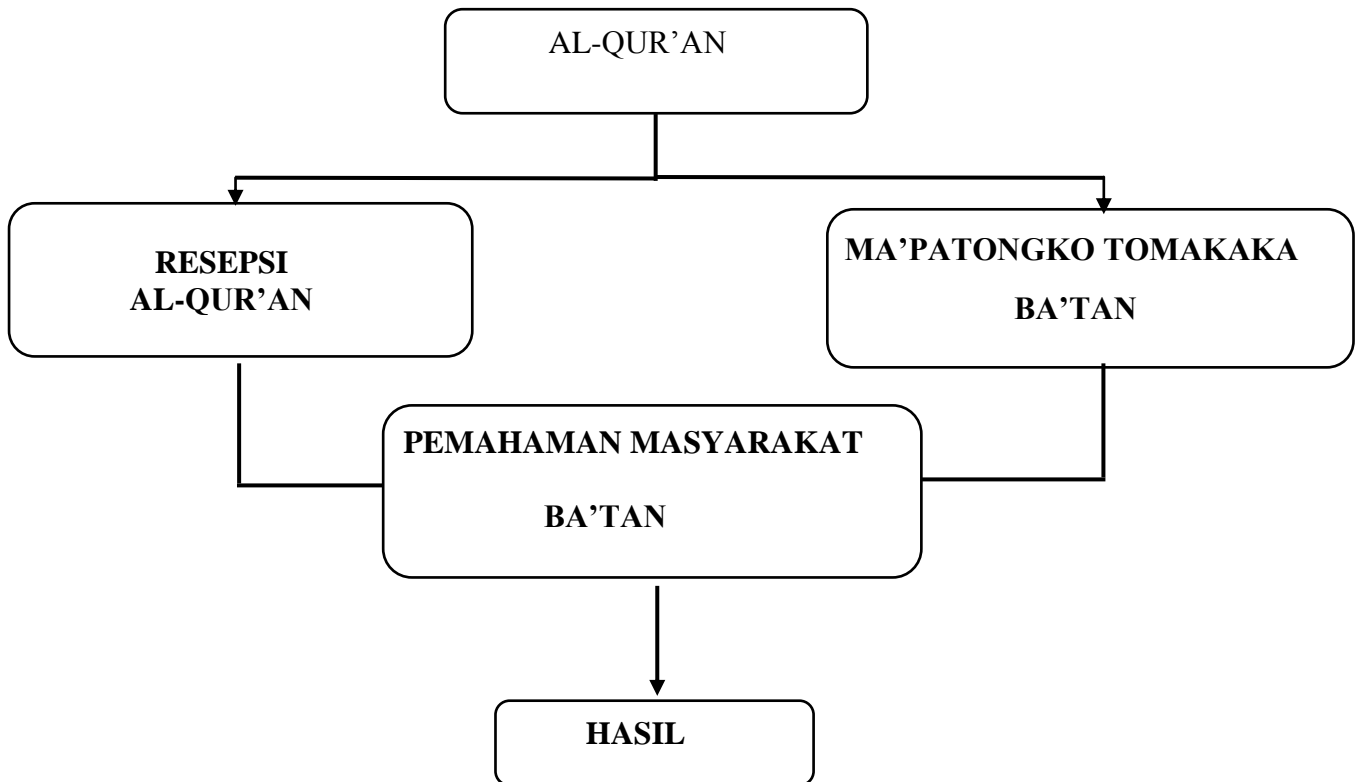 AL-QUR’AN
RESEPSI
AL-QUR’AN
MA’PATONGKO TOMAKAKA
BA’TAN
PEMAHAMAN MASYARAKAT
BA’TAN
HASIL